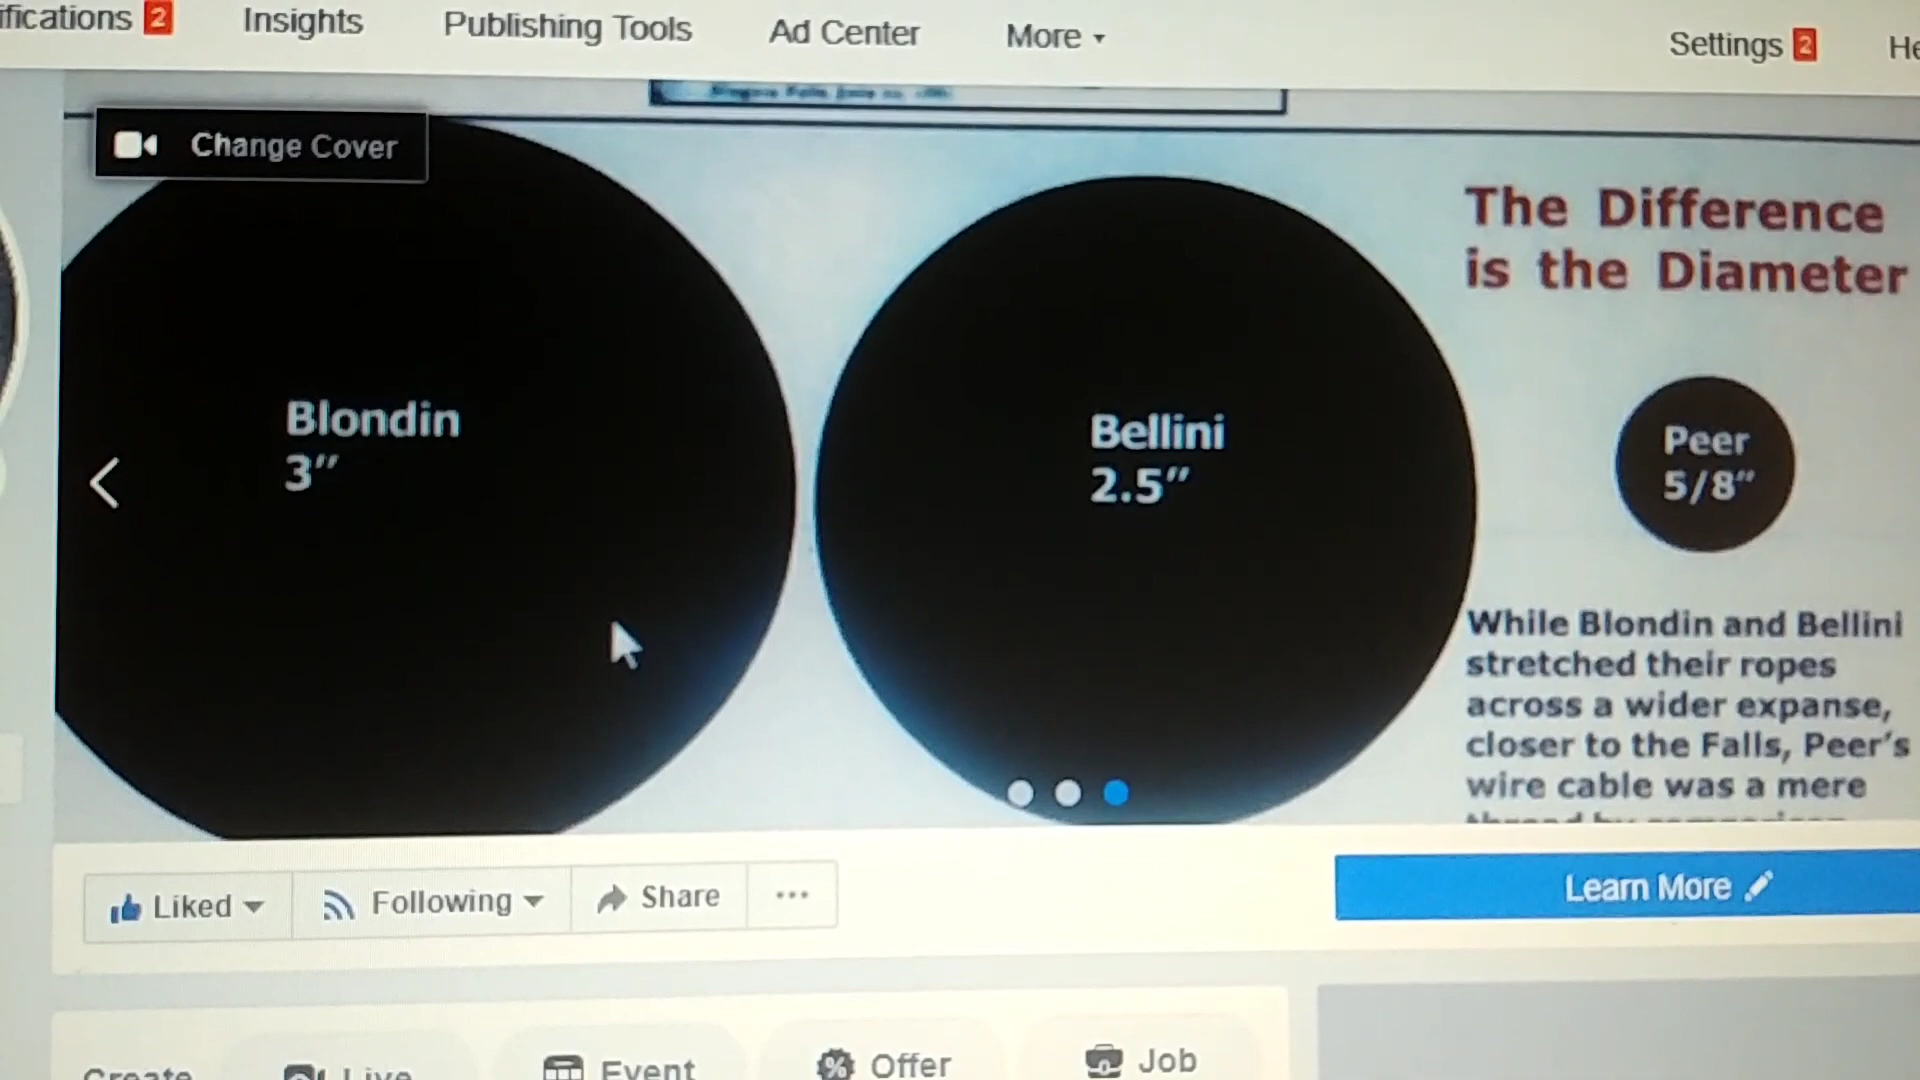 2
Insights
Publishing Tools
Ad Center
More
Settings 2
Change Cover
The Difference
is the Diameter
Blondin
3"
Bellini
2.5"
Peer
5/8"
While Blondin and Bellini
stretched their ropes
across a wider expanse,
closer to the Falls, Peer's
wire cable was a mere
Liked
Following
Share
Learn More
Create
Live
Event
Offer
Job